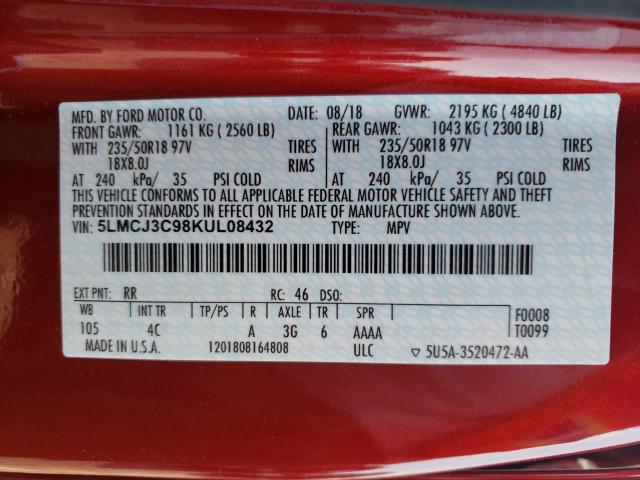 MFD. BY FORD MOTOR CO. DATE: 08/18 GVWR: 2195 KG ( 4840 LB)
FRONT GAWR: 1161 KG ( 2560 LB) REAR GAWR: 1043 KG ( 2300 LB)
WITH 235/50R18 97V TIRES WITH 235/50R18 97V TIRES
18X8.0J RIMS 18X8.0J RIMS
AT 240 kPa/ 35 PSI COLD AT 240 kPa/ 35 PSI COLD
THIS VEHICLE CONFORMS TO ALL APPLICABLE FEDERAL MOTOR VEHICLE SAFETY AND THEFT
PREVENTION STANDARDS IN EFFECT ON THE DATE OF MANUFACTURE SHOWN ABOVE.
VIN: 5LMCJ3C98KUL08432 TYPE: MPV
EXT PNT: RR RC: 46 DSO:
WB INT TR TP/PS R AXLE TR SPR F0008
105 4C A 3G 6 AAAA T0099
MADE IN U.S.A. 1201808164808 ULC ▽ 5U5A-3520472-AA